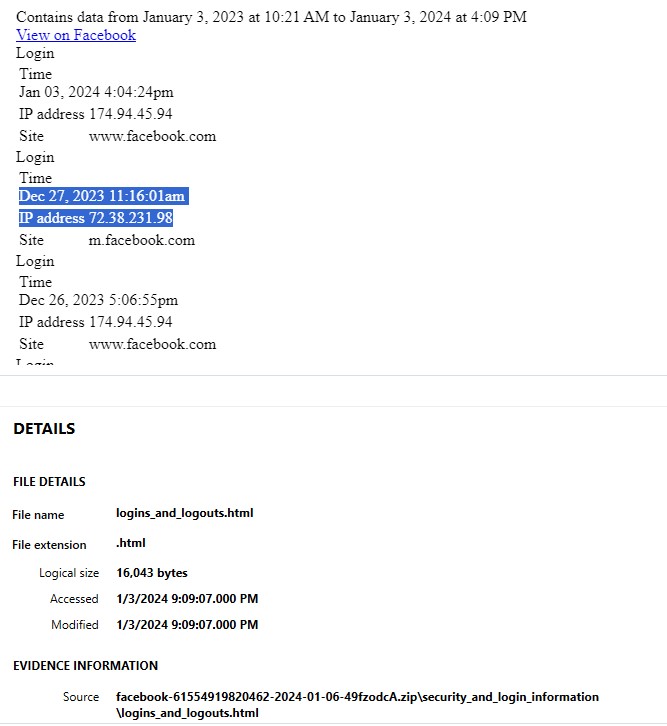 Contains data from January 3, 2023 at 10:21 AM to January 3, 2024 at 4:09 PM
View on Facebook
Login
Time
Jan 03, 2024 4:04:24pm
IP address 174.94.45.94
Site www.facebook.com
Login
Time
Dec 27, 2023 11:16:01am
IP address 72.38.231.98
Site m.facebook.com
Login
Time
Dec 26, 2023 5:06:55pm
IP address 174.94.45.94
Site www.facebook.com
Login
DETAILS
FILE DETAILS
File name logins_and_logouts.html
File extension .html
Logical size 16,043 bytes
Accessed 1/3/2024 9:09:07.000 PM
Modified 1/3/2024 9:09:07.000 PM
EVIDENCE INFORMATION
Source facebook-61554919820462-2024-01-06-49fzodcA.zip\security_and_login_information
\logins_and_logouts.html